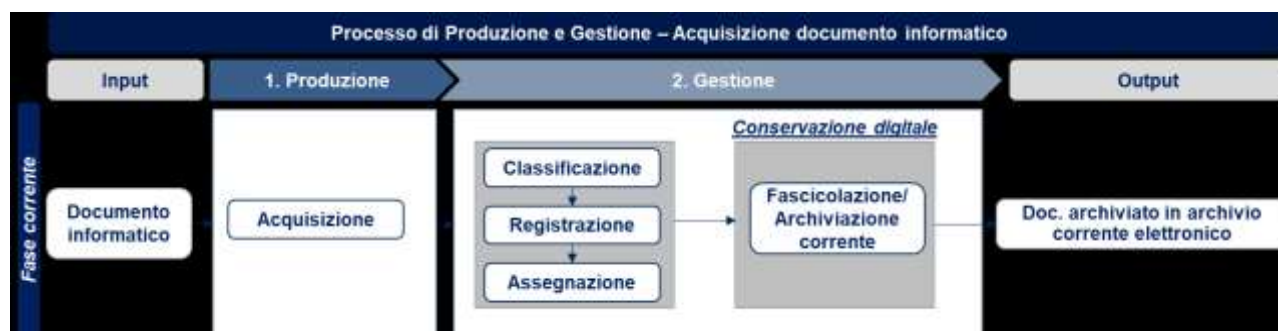 Processo di Produzione e Gestione – Acquisizione documento informatico
Input
1. Produzione
2. Gestione
Output
Fase corrente
Documento
informatico
Acquisizione
Classificazione
Registrazione
Assegnazione
Conservazione digitale
Fascicolazione/
Archiviazione
corrente
Doc. archiviato in archivio
corrente elettronico